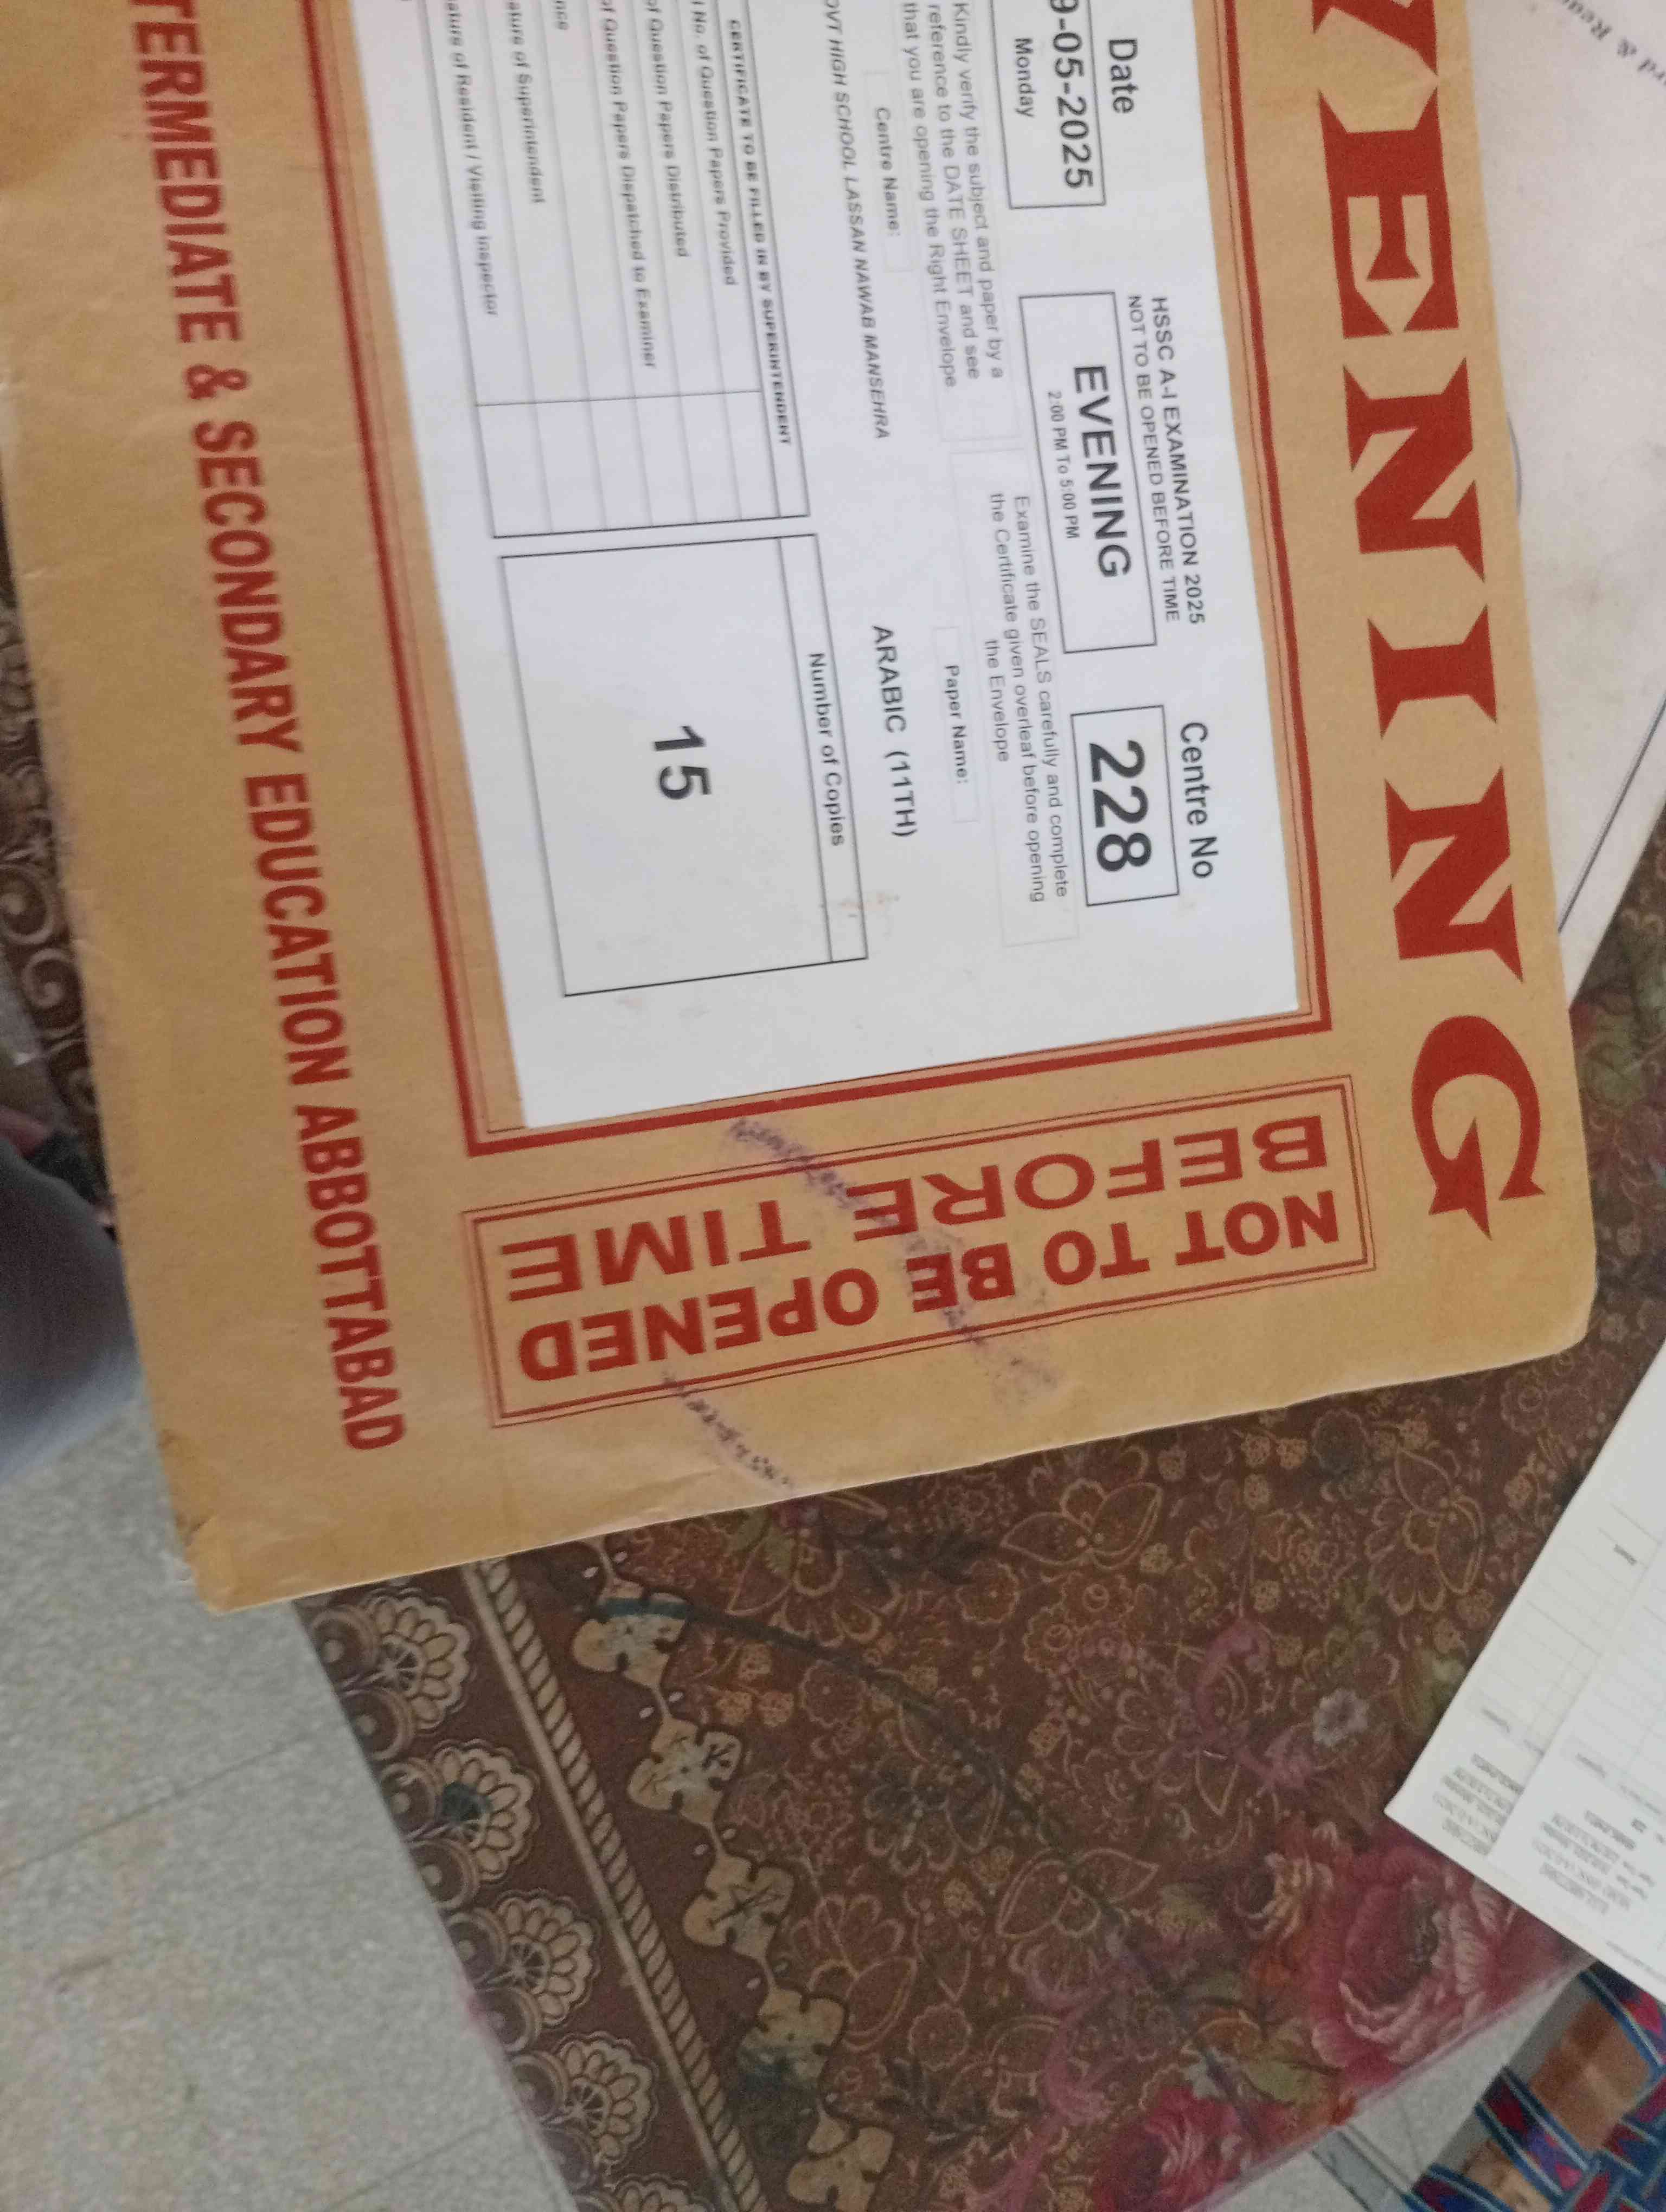 VENING
HSSC A-I EXAMINATION 2025
NOT TO BE OPENED BEFORE TIME
Date
9-05-2025
Monday
EVENING
2:00 PM To 5:00 PM
Centre No
228
Kindly verify the subject and paper by a
reference to the DATE SHEET and see
that you are opening the Right Envelope
Examine the SEALS carefully and complete
the Certificate given overleaf before opening
the Envelope
Centre Name:
Paper Name:
OVT HIGH SCHOOL LASSAN NAWAB MANSEHRA
ARABIC (11TH)
CERTIFICATE TO BE FILLED IN BY SUPERINTENDENT
No. of Question Papers Provided
of Question Papers Distributed
of Question Papers Dispatched to Examiner
nce
ature of Superintendent
ature of Resident / Visiting Inspector
Number of Copies
15
TERMEDIATE & SECONDARY EDUCATION ABBOTTABAD
NOT TO BE OPENED
BEFORE TIME